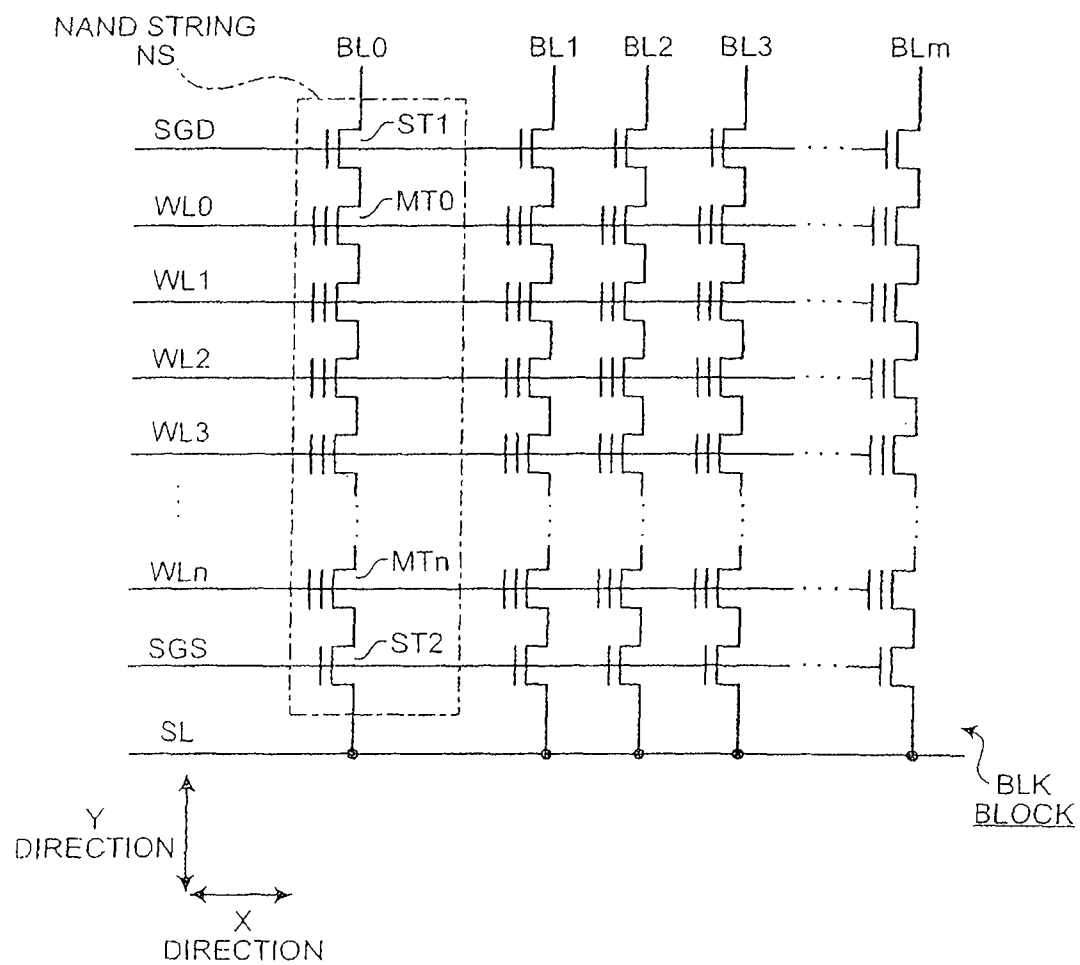 NAND STRING
NS
BL0 BL1 BL2 BL3 BLm
SGD
ST1
WL0
MT0
WL1
WL2
WL3
WLn
MTn
SGS
ST2
SL
BLK
BLOCK
Y
DIRECTION
X
DIRECTION